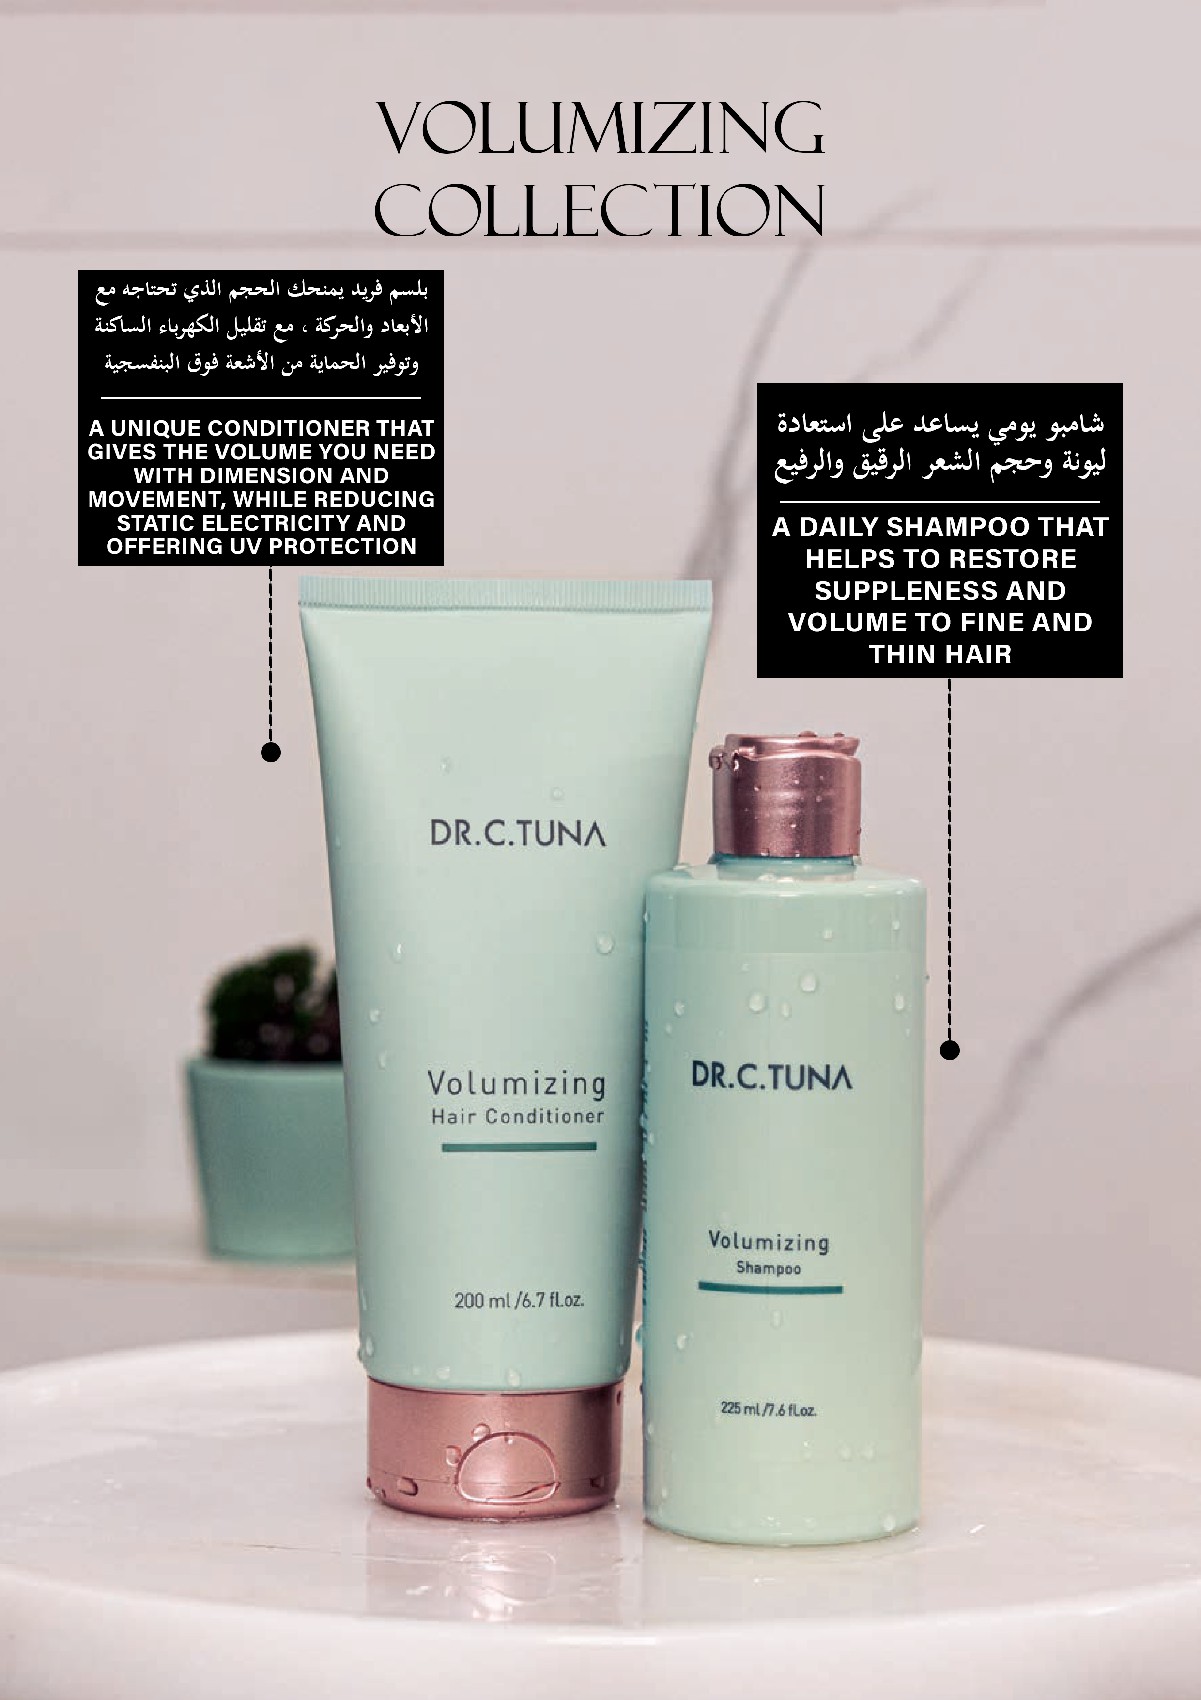 VOLUMIZING
COLLECTION
بلسم فريد يمنحك الحجم الذي تحتاجه مع
الأبعاد والحركة ، مع تقليل الكهرباء الساكنة
وتوفير الحماية من الأشعة فوق البنفسجية
A UNIQUE CONDITIONER THAT
GIVES THE VOLUME YOU NEED
WITH DIMENSION AND
MOVEMENT, WHILE REDUCING
STATIC ELECTRICITY AND
OFFERING UV PROTECTION
شامبو يومي يساعد على استعادة
ليونة وحجم الشعر الرقيق والرفيع
A DAILY SHAMPOO THAT
HELPS TO RESTORE
SUPPLENESS AND
VOLUME TO FINE AND
THIN HAIR
DR.C.TUNA
Volumizing
Hair Conditioner
200 ml/6.7 fl.oz.
DR.C.TUNA
Volumizing
Shampoo
225 ml/7.6 fl.oz.